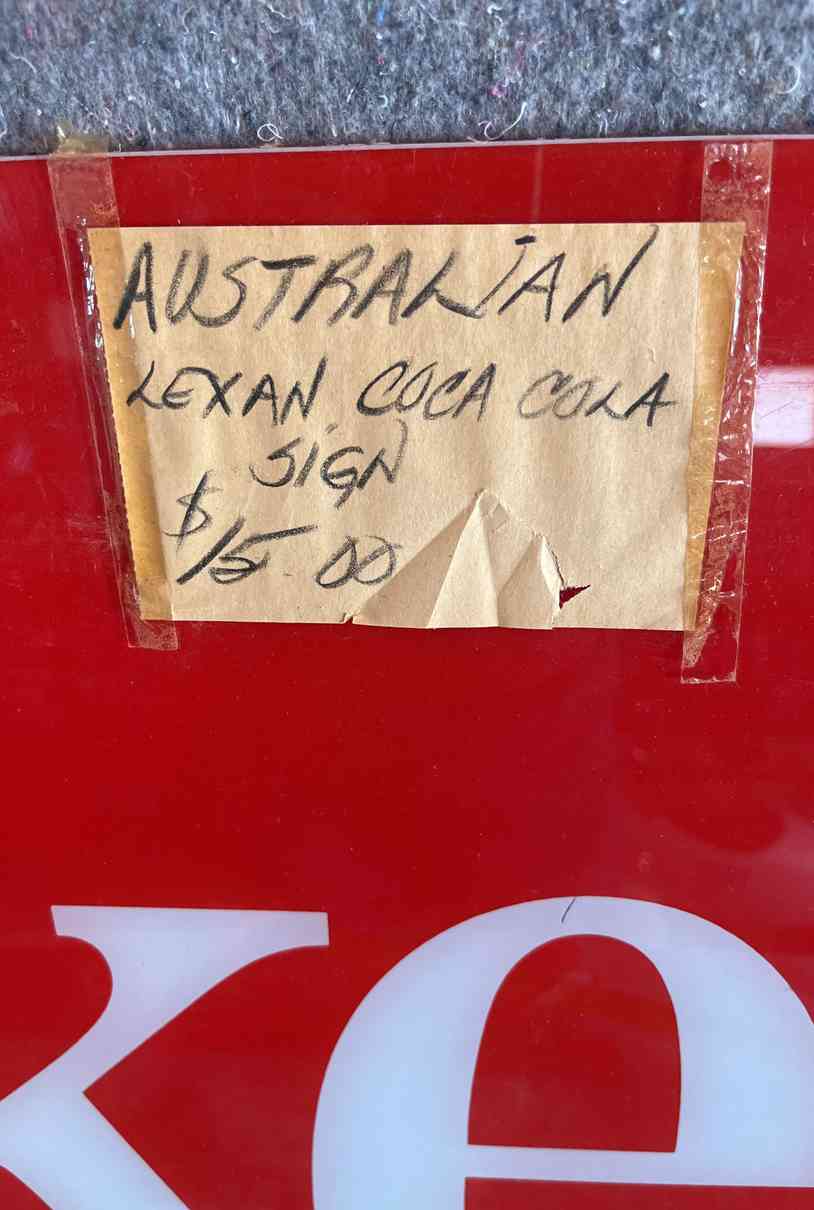 AUSTRALIAN
LEXAN COCA COLA
SIGN
$15 00
ke